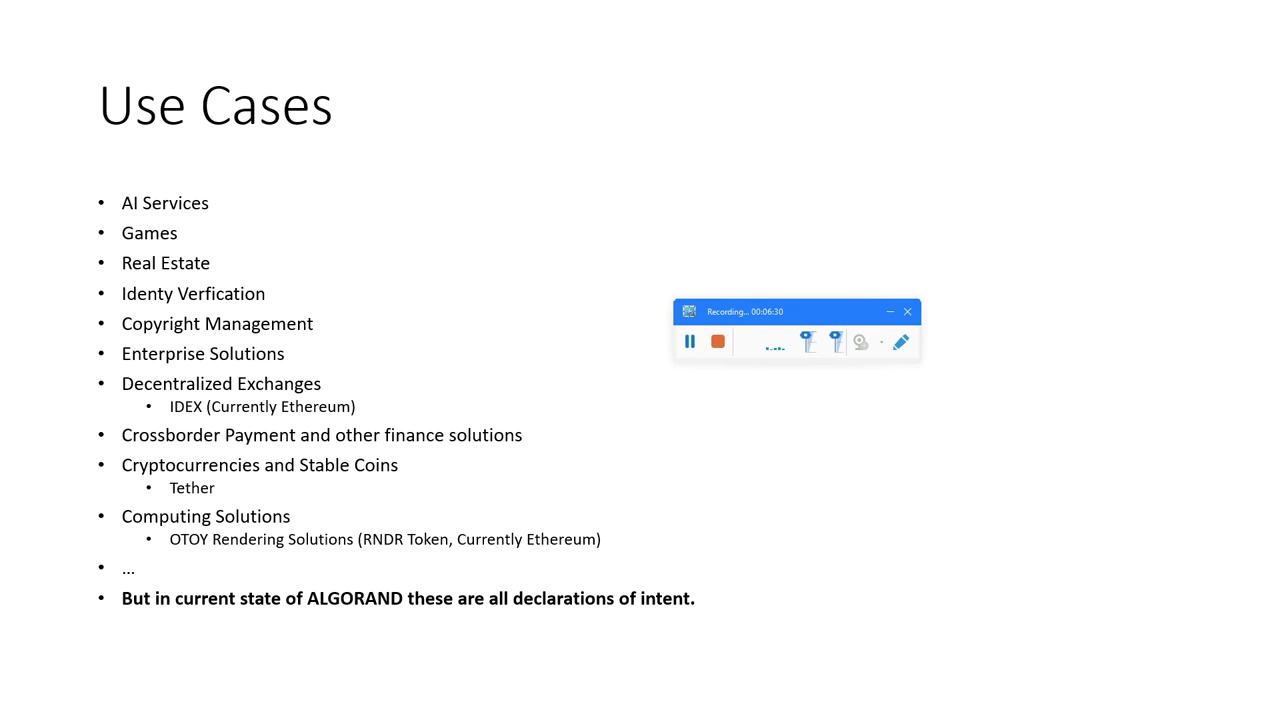 Use Cases
• AI Services
• Games
• Real Estate
• Identy Verfication
• Copyright Management
• Enterprise Solutions
• Decentralized Exchanges
• IDEX (Currently Ethereum)
• Crossborder Payment and other finance solutions
• Cryptocurrencies and Stable Coins
• Tether
• Computing Solutions
• OTOY Rendering Solutions (RNDR Token, Currently Ethereum)
• ...
• But in current state of ALGORAND these are all declarations of intent.
Recording... 00:06:30